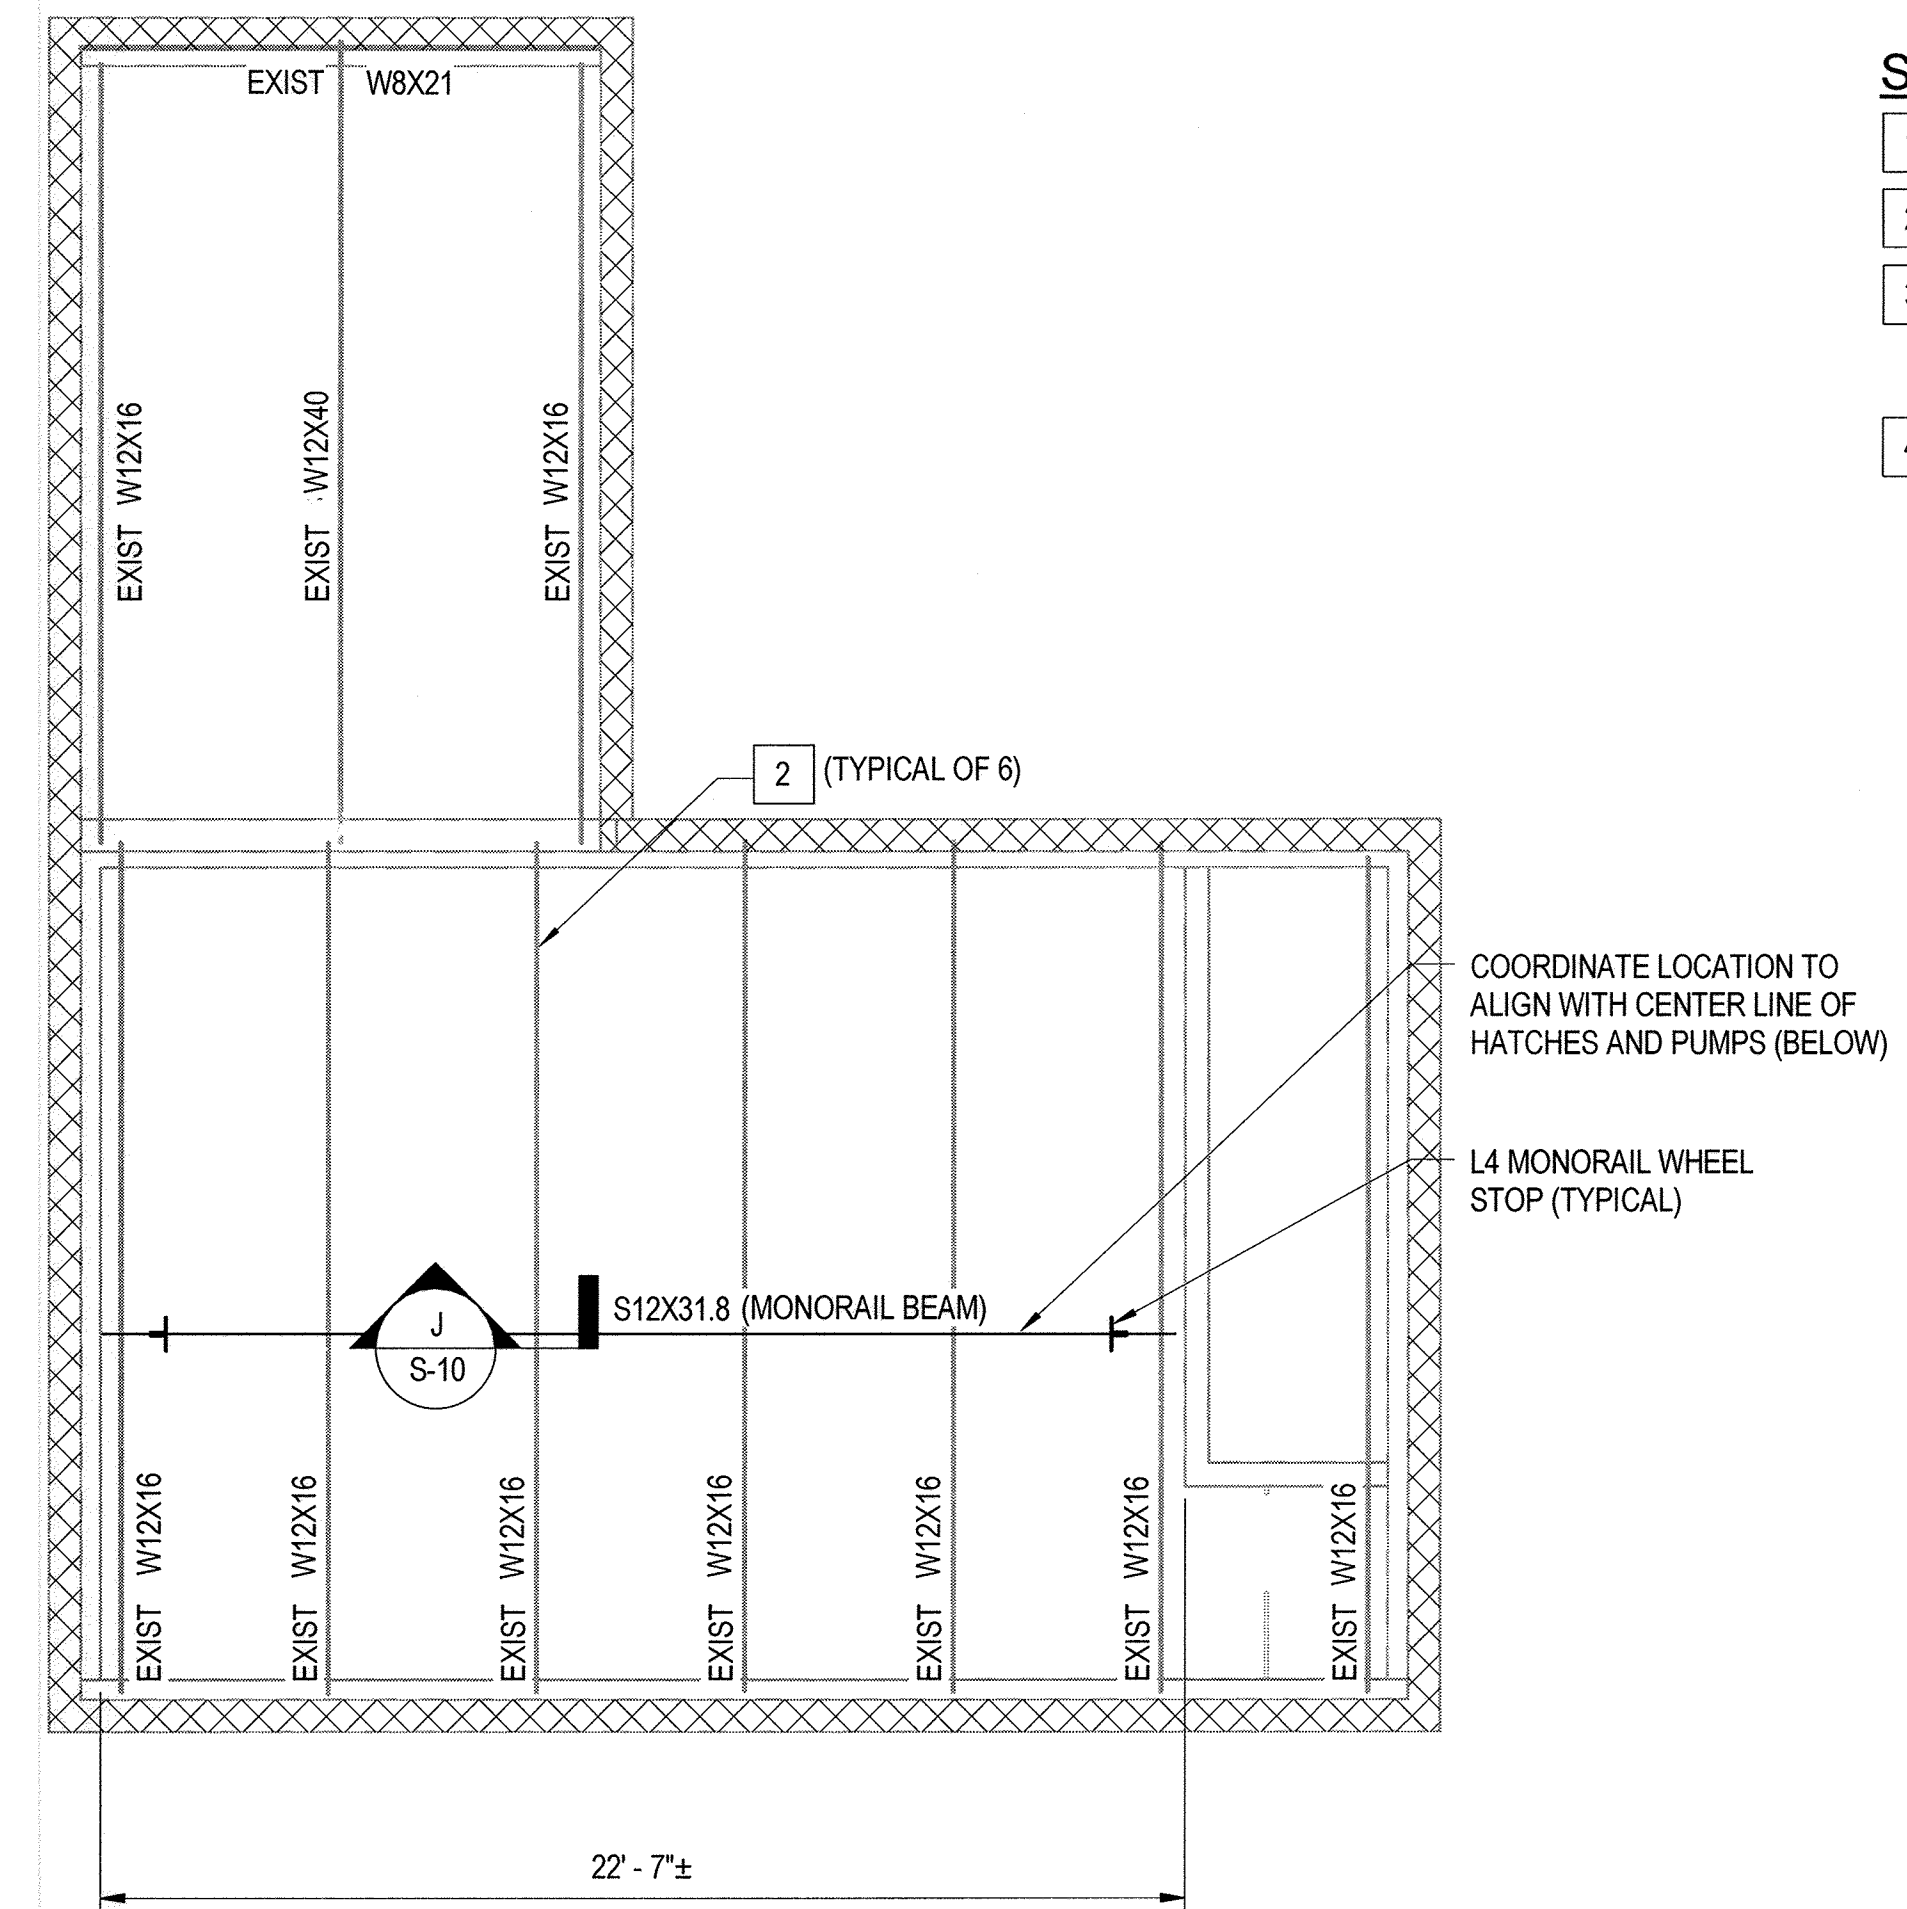 EXIST W8X21
S
EXIST W12X16
EXIST W12X40
EXIST W12X16
2 (TYPICAL OF 6)
COORDINATE LOCATION TO
ALIGN WITH CENTER LINE OF
HATCHES AND PUMPS (BELOW)
L4 MONORAIL WHEEL
STOP (TYPICAL)
S12X31.8 (MONORAIL BEAM)
J
S-10
EXIST W12X16
EXIST W12X16
EXIST W12X16
EXIST W12X16
EXIST W12X16
EXIST W12X16
EXIST W12X16
22' - 7"±